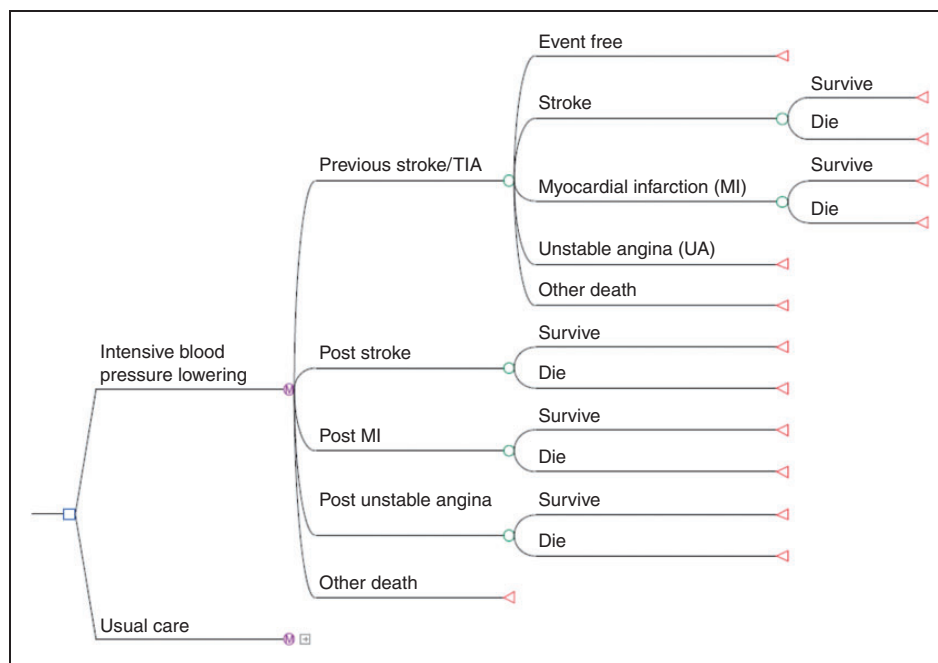 Event free
Stroke
Survive
Die
Previous stroke/TIA
Myocardial infarction (MI)
Survive
Die
Unstable angina (UA)
Other death
Intensive blood
pressure lowering
M
Post stroke
Survive
Die
Post MI
Survive
Die
Post unstable angina
Survive
Die
Other death
Usual care
M
+